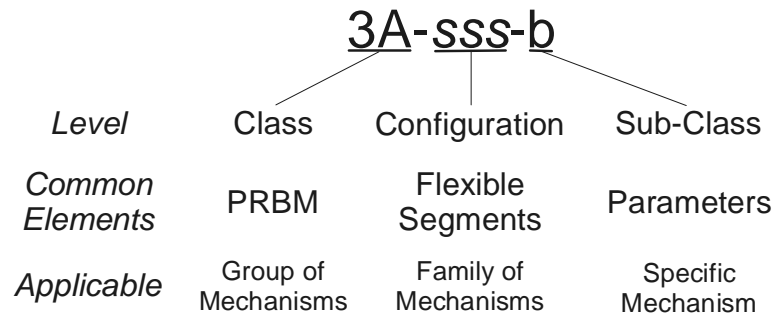 3A-sss-b
Level Class Configuration Sub-Class
Common Elements PRBM Flexible Segments Parameters
Applicable Group of Mechanisms Family of Mechanisms Specific Mechanism